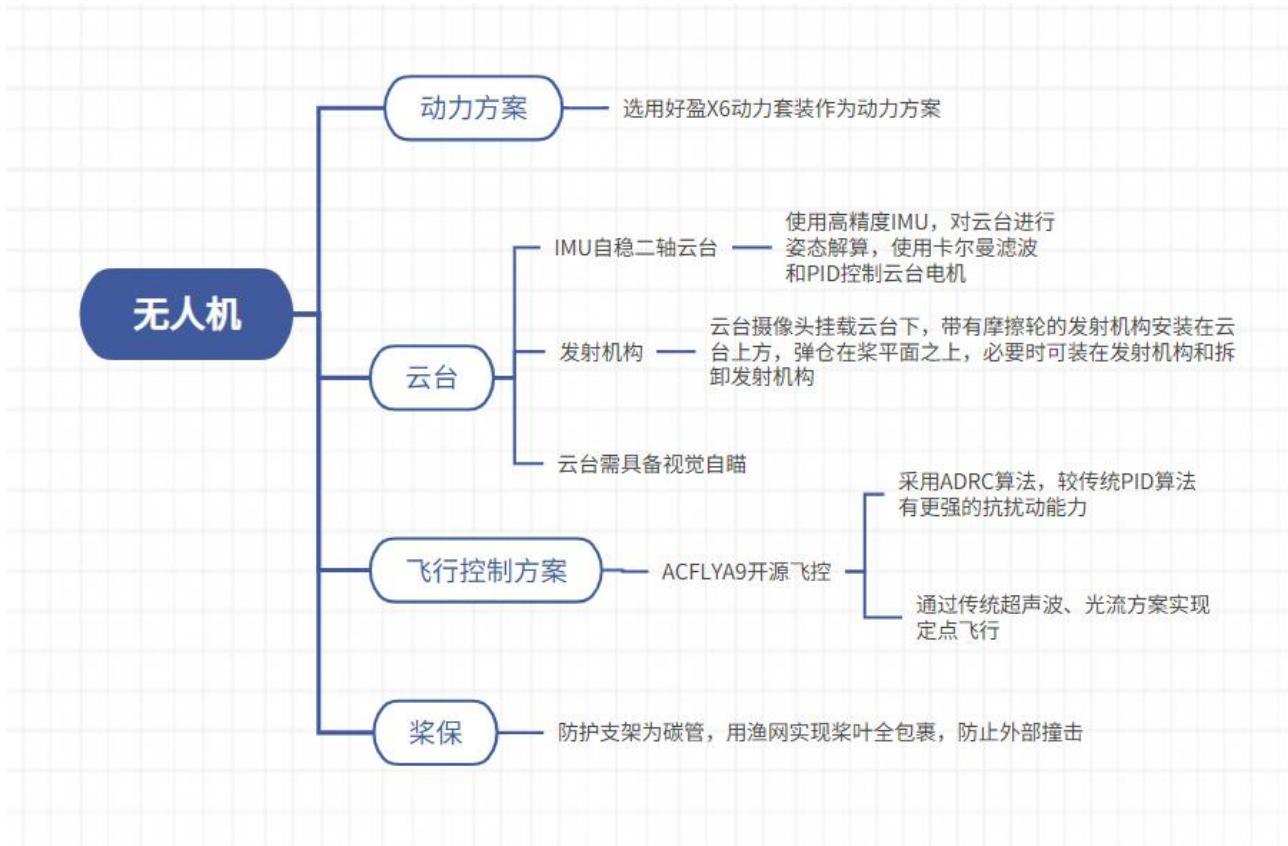 无人机
动力方案
选用好盈X6动力套装作为动力方案
云台
IMU自稳二轴云台
使用高精度IMU，对云台进行
姿态解算，使用卡尔曼滤波
和PID控制云台电机
发射机构
云台摄像头挂载云台下，带有摩擦轮的发射机构安装在云
台上方，弹仓在桨平面之上，必要时可装在发射机构和拆
卸发射机构
云台需具备视觉自瞄
飞行控制方案
ACFLYA9开源飞控
采用ADRC算法，较传统PID算法
有更强的抗扰动能力
通过传统超声波、光流方案实现
定点飞行
桨保
防护支架为碳管，用渔网实现桨叶全包裹，防止外部撞击